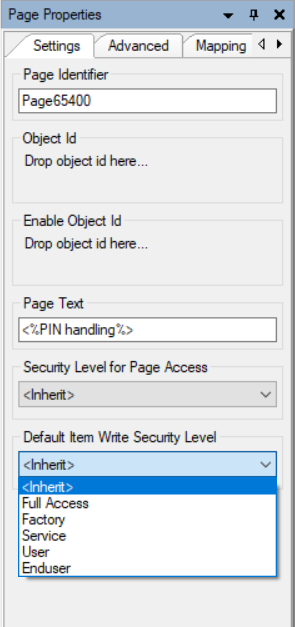 Page Properties
Settings Advanced Mapping
Page Identifier
Page65400
Object Id
Drop object id here...
Enable Object Id
Drop object id here...
Page Text
<%PIN handling%>
Security Level for Page Access
<Inherit>
Default Item Write Security Level
<Inherit>
<Inherit>
Full Access
Factory
Service
User
Enduser